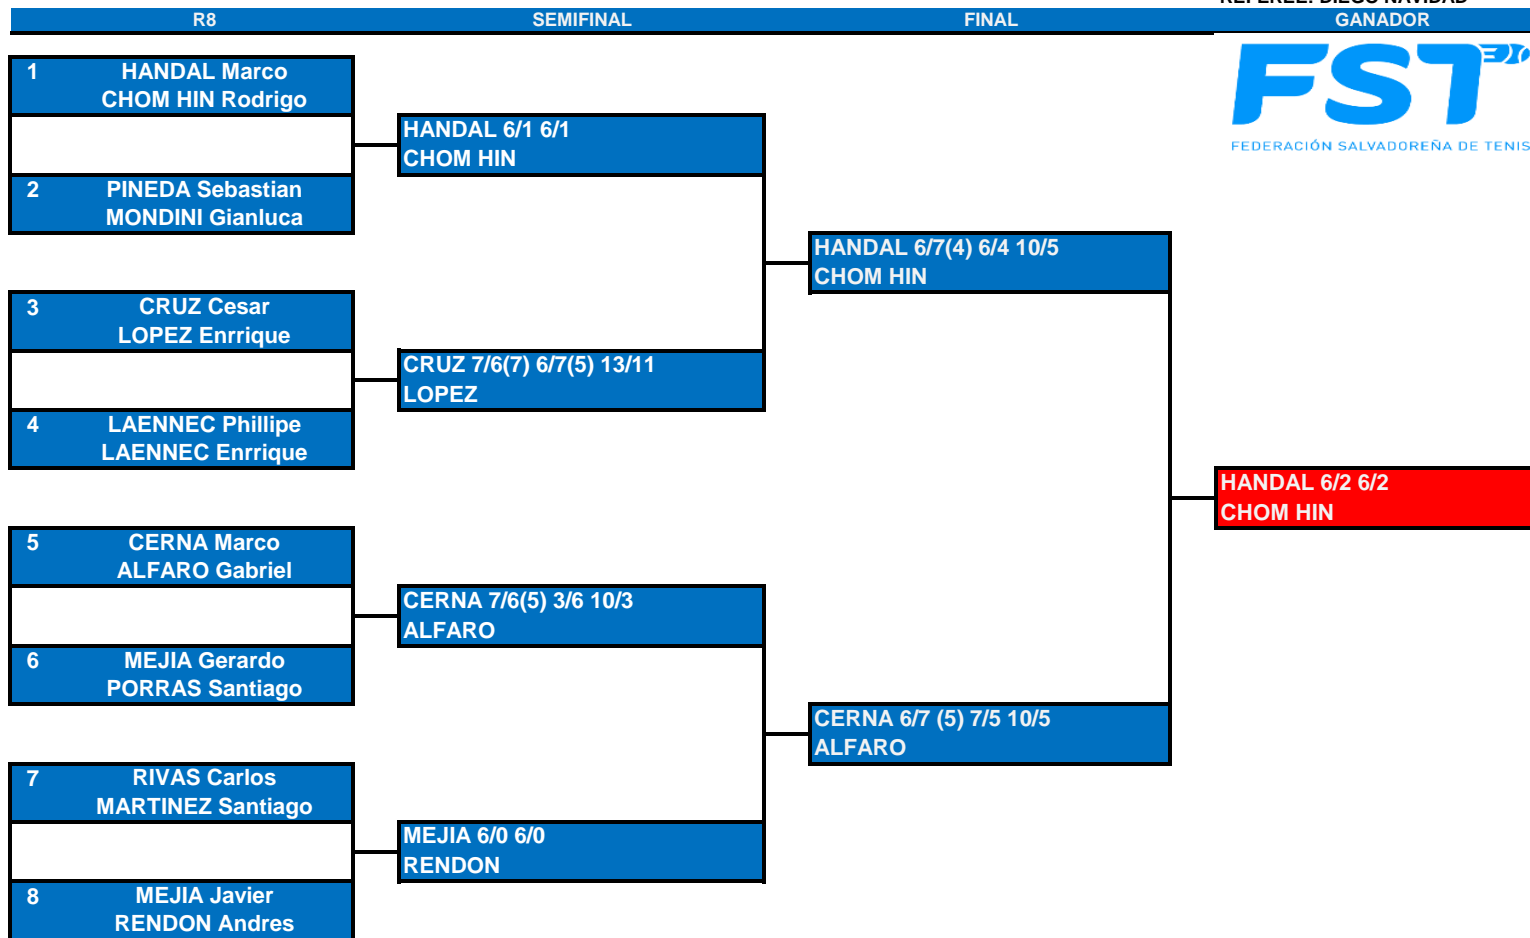 REFEREE: DIEGO NAVIDAD
R8 SEMIFINAL FINAL GANADOR
FST
FEDERACIÓN SALVADOREÑA DE TENIS
1 HANDAL Marco
CHOM HIN Rodrigo
HANDAL 6/1 6/1
CHOM HIN
2 PINEDA Sebastian
MONDINI Gianluca
HANDAL 6/7(4) 6/4 10/5
CHOM HIN
3 CRUZ Cesar
LOPEZ Enrrique
CRUZ 7/6(7) 6/7(5) 13/11
LOPEZ
4 LAENNEC Phillipe
LAENNEC Enrrique
HANDAL 6/2 6/2
CHOM HIN
5 CERNA Marco
ALFARO Gabriel
CERNA 7/6(5) 3/6 10/3
ALFARO
6 MEJIA Gerardo
PORRAS Santiago
CERNA 6/7 (5) 7/5 10/5
ALFARO
7 RIVAS Carlos
MARTINEZ Santiago
MEJIA 6/0 6/0
RENDON
8 MEJIA Javier
RENDON Andres